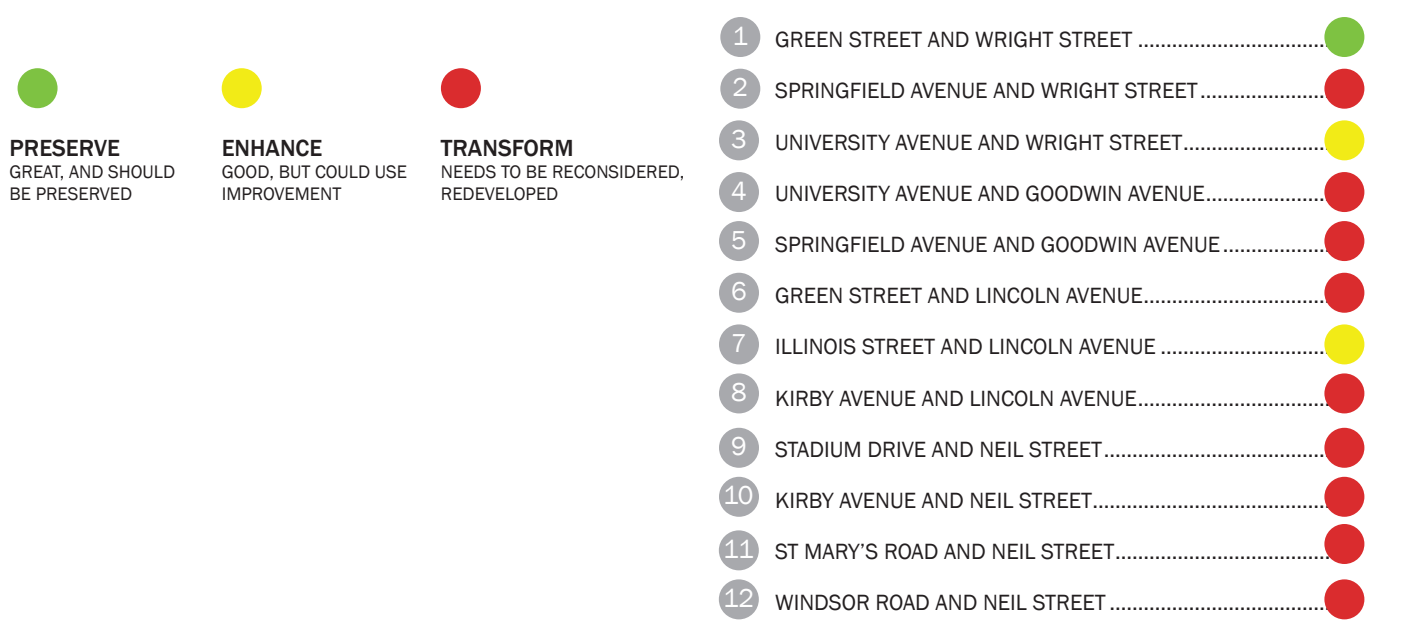 PRESERVE
GREAT, AND SHOULD
BE PRESERVED
ENHANCE
GOOD, BUT COULD USE
IMPROVEMENT
TRANSFORM
NEEDS TO BE RECONSIDERED,
REDEVELOPED
1 GREEN STREET AND WRIGHT STREET
2 SPRINGFIELD AVENUE AND WRIGHT STREET
3 UNIVERSITY AVENUE AND WRIGHT STREET
4 UNIVERSITY AVENUE AND GOODWIN AVENUE
5 SPRINGFIELD AVENUE AND GOODWIN AVENUE
6 GREEN STREET AND LINCOLN AVENUE
7 ILLINOIS STREET AND LINCOLN AVENUE
8 KIRBY AVENUE AND LINCOLN AVENUE
9 STADIUM DRIVE AND NEIL STREET
10 KIRBY AVENUE AND NEIL STREET
11 ST MARY'S ROAD AND NEIL STREET
12 WINDSOR ROAD AND NEIL STREET